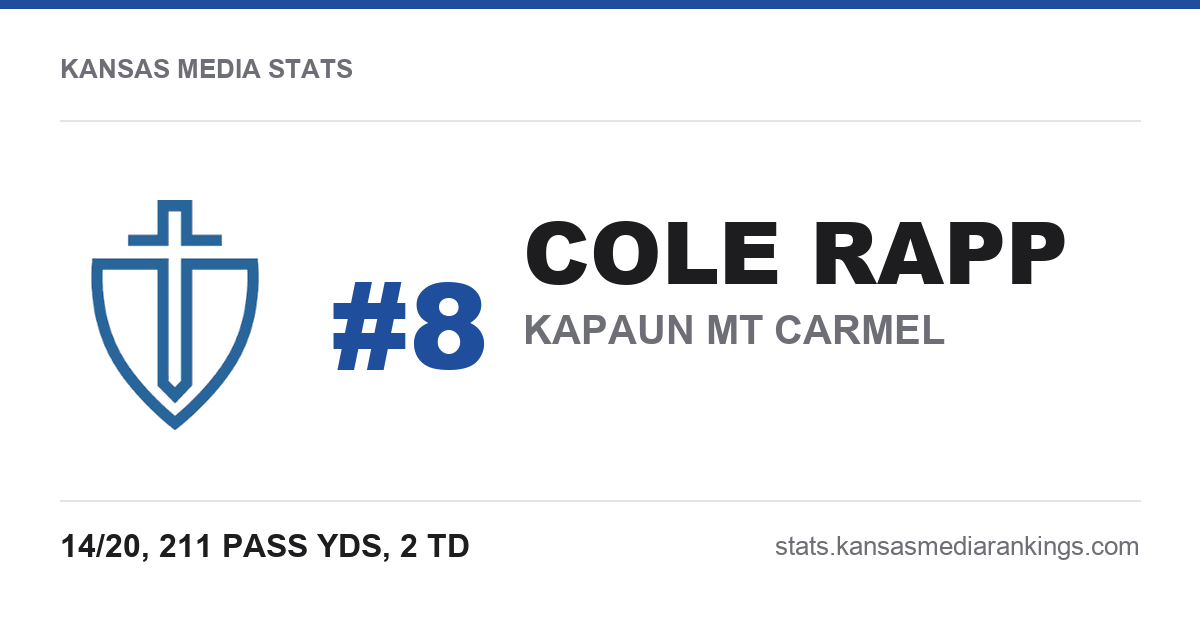 KANSAS MEDIA STATS
#8
COLE RAPP
KAPAUN MT CARMEL
14/20, 211 PASS YDS, 2 TD
stats.kansasmediarankings.com